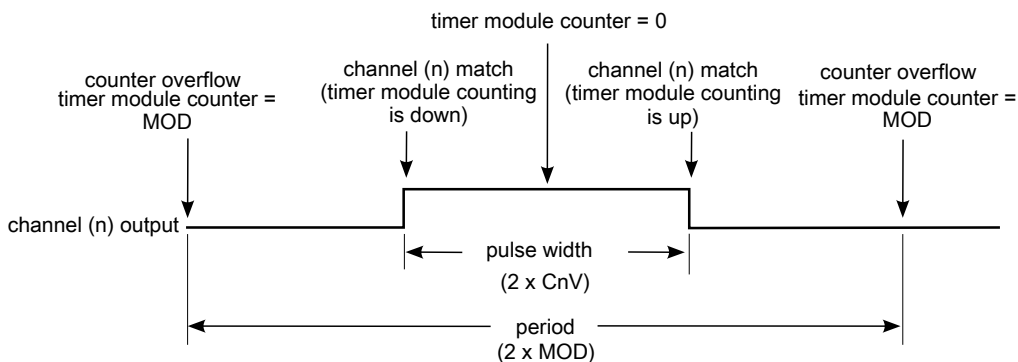 timer module counter = 0
counter overflow
timer module counter =
MOD
channel (n) match
(timer module counting
is down)
channel (n) match
(timer module counting
is up)
counter overflow
timer module counter =
MOD
channel (n) output
pulse width
(2 x CnV)
period
(2 x MOD)